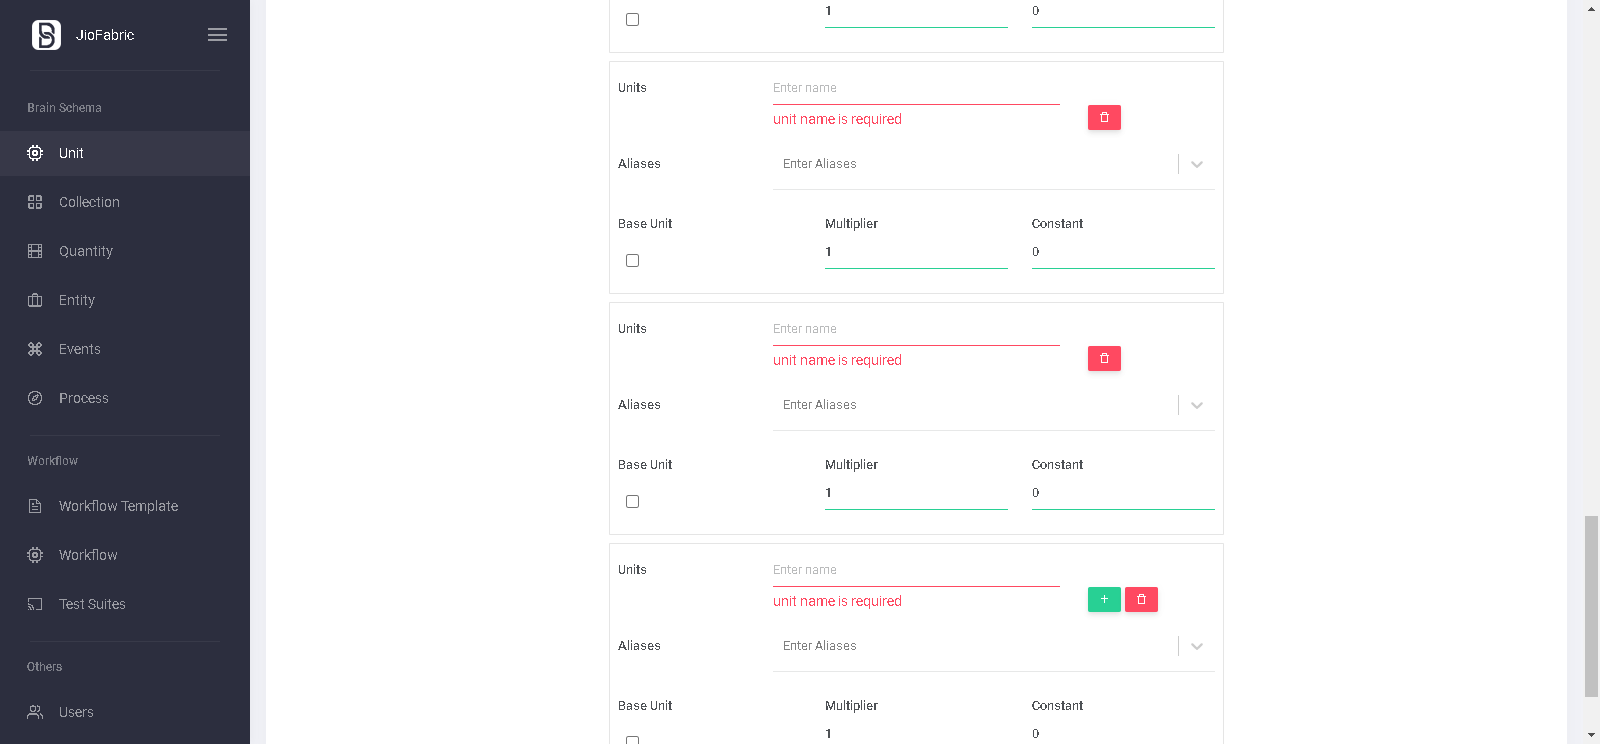 JioFabric
Brain Schema
Unit
Collection
Quantity
Entity
Events
Process
Workflow
Workflow Template
Workflow
Test Suites
Others
Users
1 0
Units Enter name
unit name is required
Aliases Enter Aliases
Base Unit Multiplier Constant
1 0
Units Enter name
unit name is required
Aliases Enter Aliases
Base Unit Multiplier Constant
1 0
Units Enter name
unit name is required
Aliases Enter Aliases
Base Unit Multiplier Constant
1 0